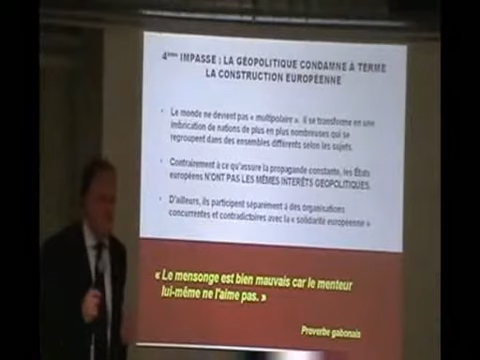 4ème IMPASSE : LA GÉOPOLITIQUE CONDAMNE À TERME
LA CONSTRUCTION EUROPÉENNE
• Le monde ne devient pas « multipolaire ». Il se transforme en une
imbrication de nations de plus en plus nombreuses qui se
regroupent dans des ensembles différents selon les sujets.
• Contrairement à ce qu'assure la propagande constante, les États
européens N'ONT PAS LES MÊMES INTÉRÊTS GÉOPOLITIQUES.
• D'ailleurs, ils participent séparément à des organisations
concurrentes et contradictoires avec la « solidarité européenne »
« Le mensonge est bien mauvais car le menteur
lui-même ne l'aime pas. »
Proverbe gabonais